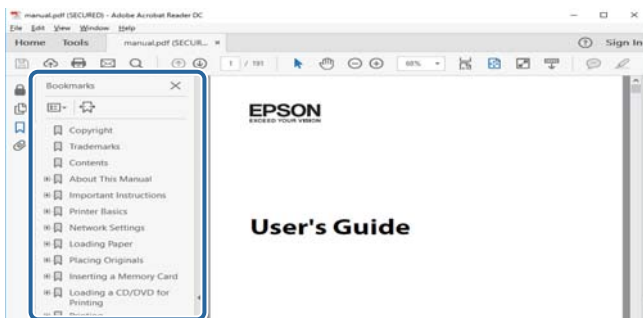 manual.pdf (SECURED) - Adobe Acrobat Reader DC
File Edit View Window Help
Home Tools manual.pdf (SECUR... × Sign In
1 / 191 68%
Bookmarks
Copyright
Trademarks
Contents
About This Manual
Important Instructions
Printer Basics
Network Settings
Loading Paper
Placing Originals
Inserting a Memory Card
Loading a CD/DVD for
Printing
Printing
EPSON
EXCEED YOUR VISION
User's Guide